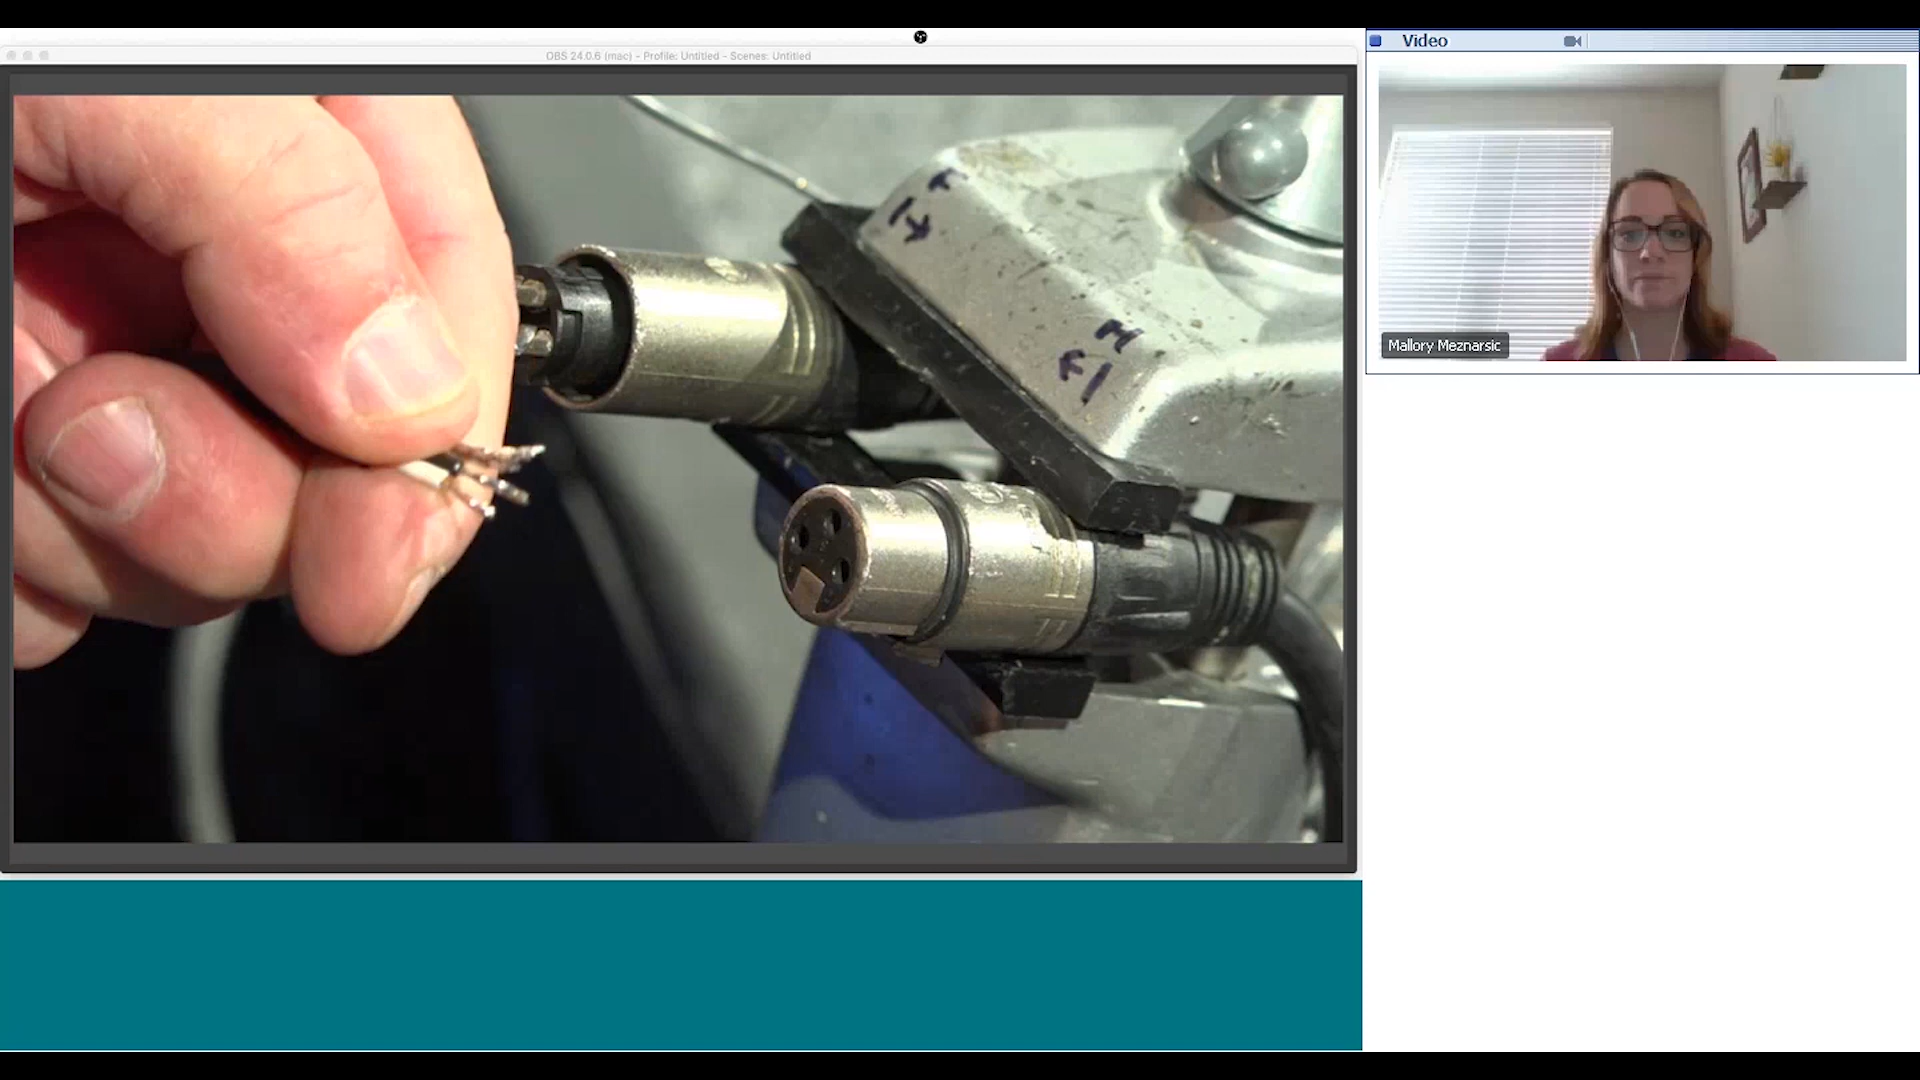 OBS 24.0.6 (mac) - Profile: Untitled - Scenes: Untitled
Video
Mallory Meznarsic